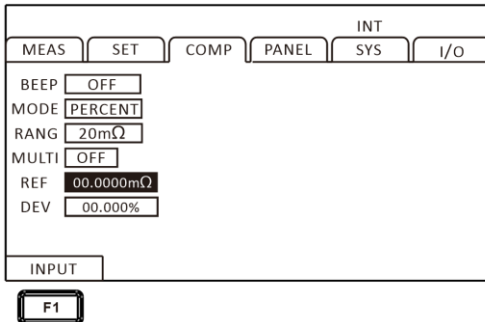 INT
MEAS SET COMP PANEL SYS I/O
BEEP OFF
MODE PERCENT
RANG 20mΩ
MULTI OFF
REF 00.0000mΩ
DEV 00.000%
INPUT
F1